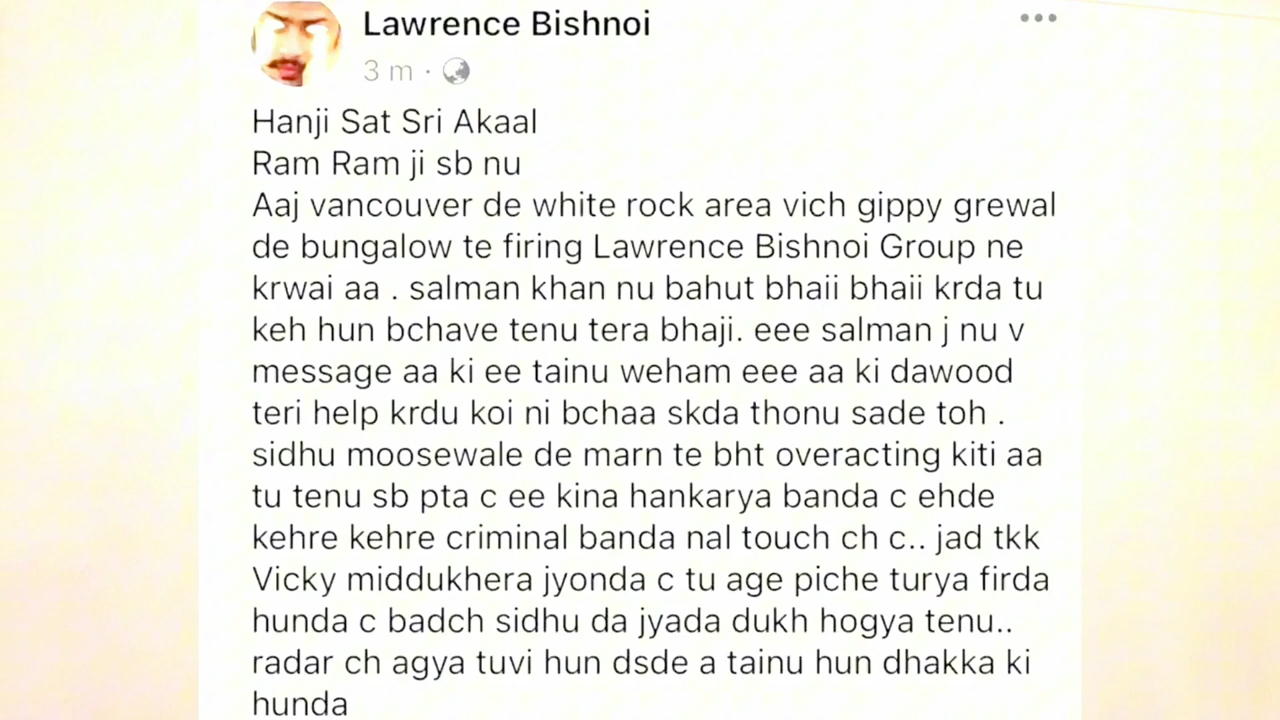 Lawrence Bishnoi
3 m ·
Hanji Sat Sri Akaal
Ram Ram ji sb nu
Aaj vancouver de white rock area vich gippy grewal
de bungalow te firing Lawrence Bishnoi Group ne
krwai aa . salman khan nu bahut bhaii bhaii krda tu
keh hun bchave tenu tera bhaji. eee salman j nu v
message aa ki ee tainu weham eee aa ki dawood
teri help krdu koi ni bchaa skda thonu sade toh .
sidhu moosewale de marn te bht overacting kiti aa
tu tenu sb pta c ee kina hankarya banda c ehde
kehre kehre criminal banda nal touch ch c.. jad tkk
Vicky middukhera jyonda c tu age piche turya firda
hunda c badch sidhu da jyada dukh hogya tenu..
radar ch agya tuvi hun dsde a tainu hun dhakka ki
hunda